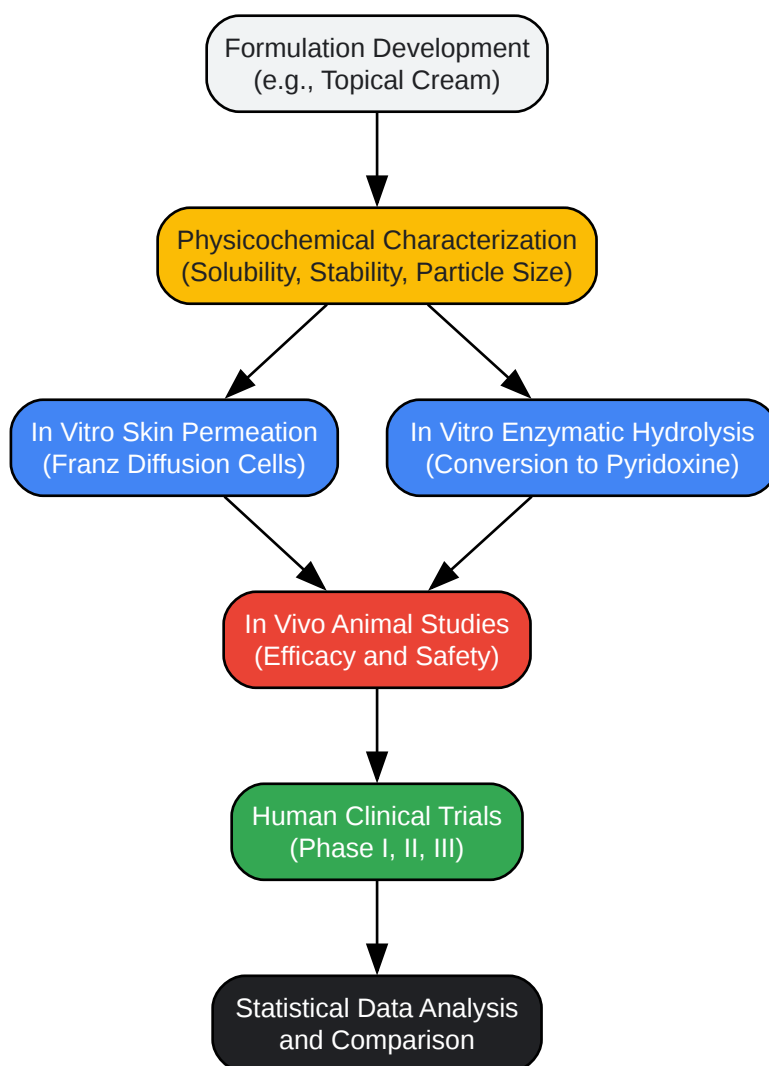 Formulation Development
(e.g., Topical Cream)
Physicochemical Characterization
(Solubility, Stability, Particle Size)
In Vitro Skin Permeation
(Franz Diffusion Cells)
In Vitro Enzymatic Hydrolysis
(Conversion to Pyridoxine)
In Vivo Animal Studies
(Efficacy and Safety)
Human Clinical Trials
(Phase I, II, III)
Statistical Data Analysis
and Comparison